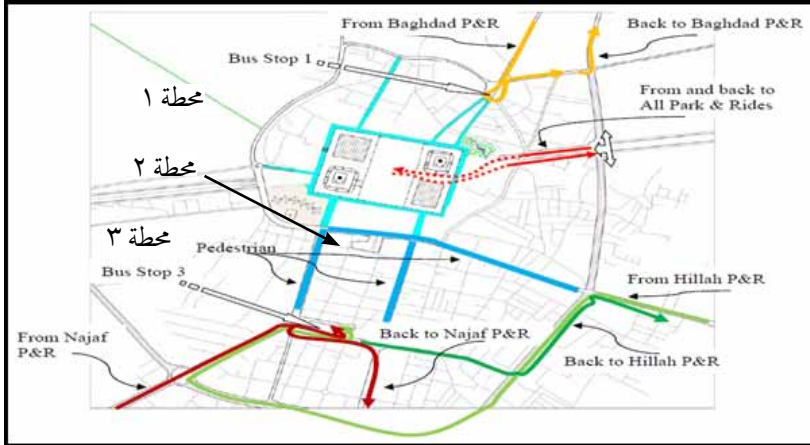 From Baghdad P&R
Back to Baghdad P&R
Bus Stop 1
محطة ١
From and back to
All Park & Rides
محطة ٢
محطة ٣
Pedestrian
Bus Stop 3
From Hillah P&R
From Najaf
P&R
Back to Najaf P&R
Back to Hillah P&R